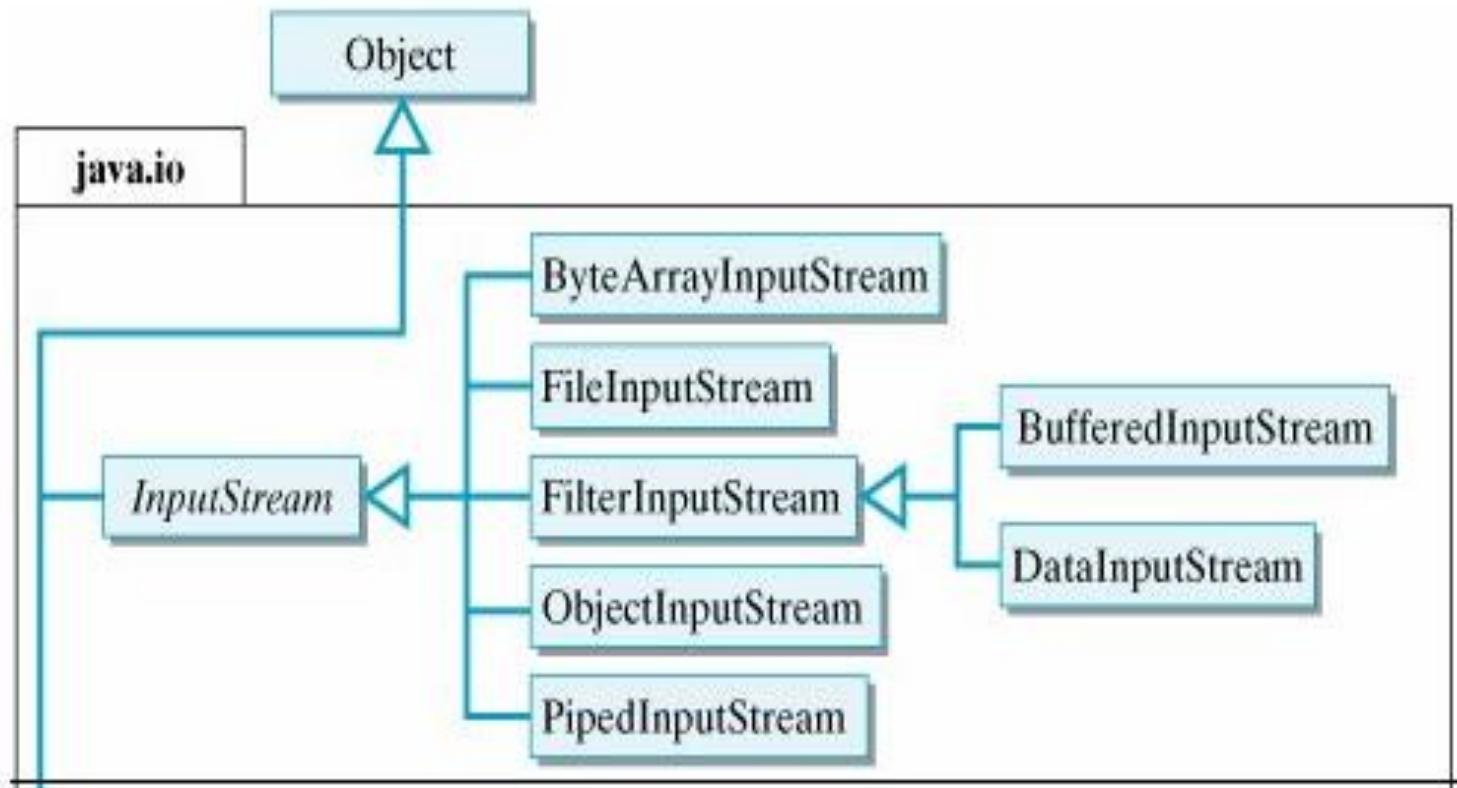 Object
java.io
ByteArrayInputStream
FileInputStream
BufferedInputStream
InputStream
FilterInputStream
DataInputStream
ObjectInputStream
PipedInputStream